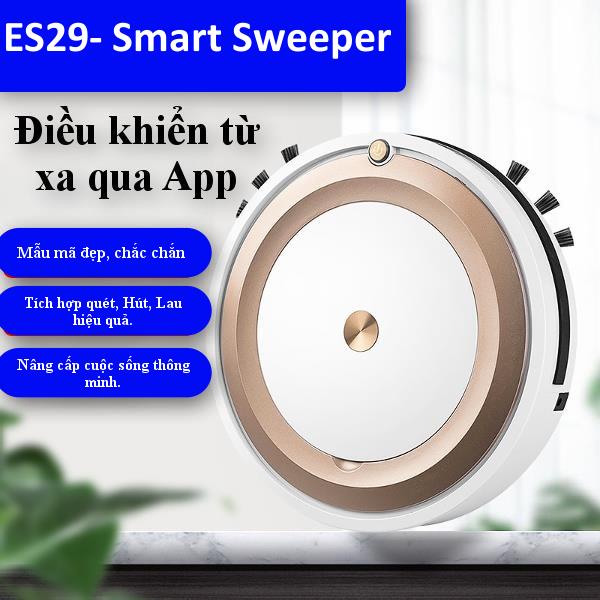 ES29- Smart Sweeper
Điều khiển từ
xa qua App
Mẫu mã đẹp, chắc chắn
Tích hợp quét, Hút, Lau
hiệu quả.
Nâng cấp cuộc sống thông
minh.